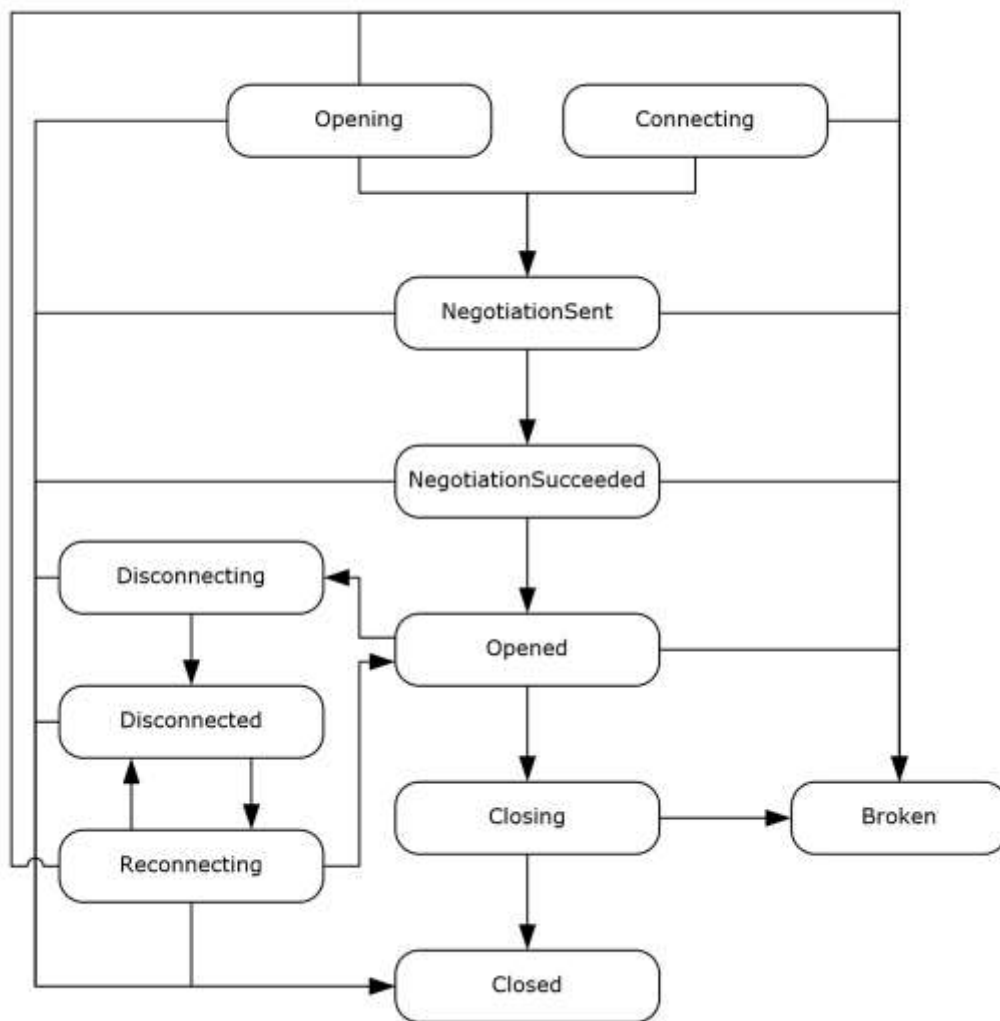 Opening
Connecting
NegotiationSent
NegotiationSucceeded
Disconnecting
Opened
Disconnected
Closing
Broken
Reconnecting
Closed